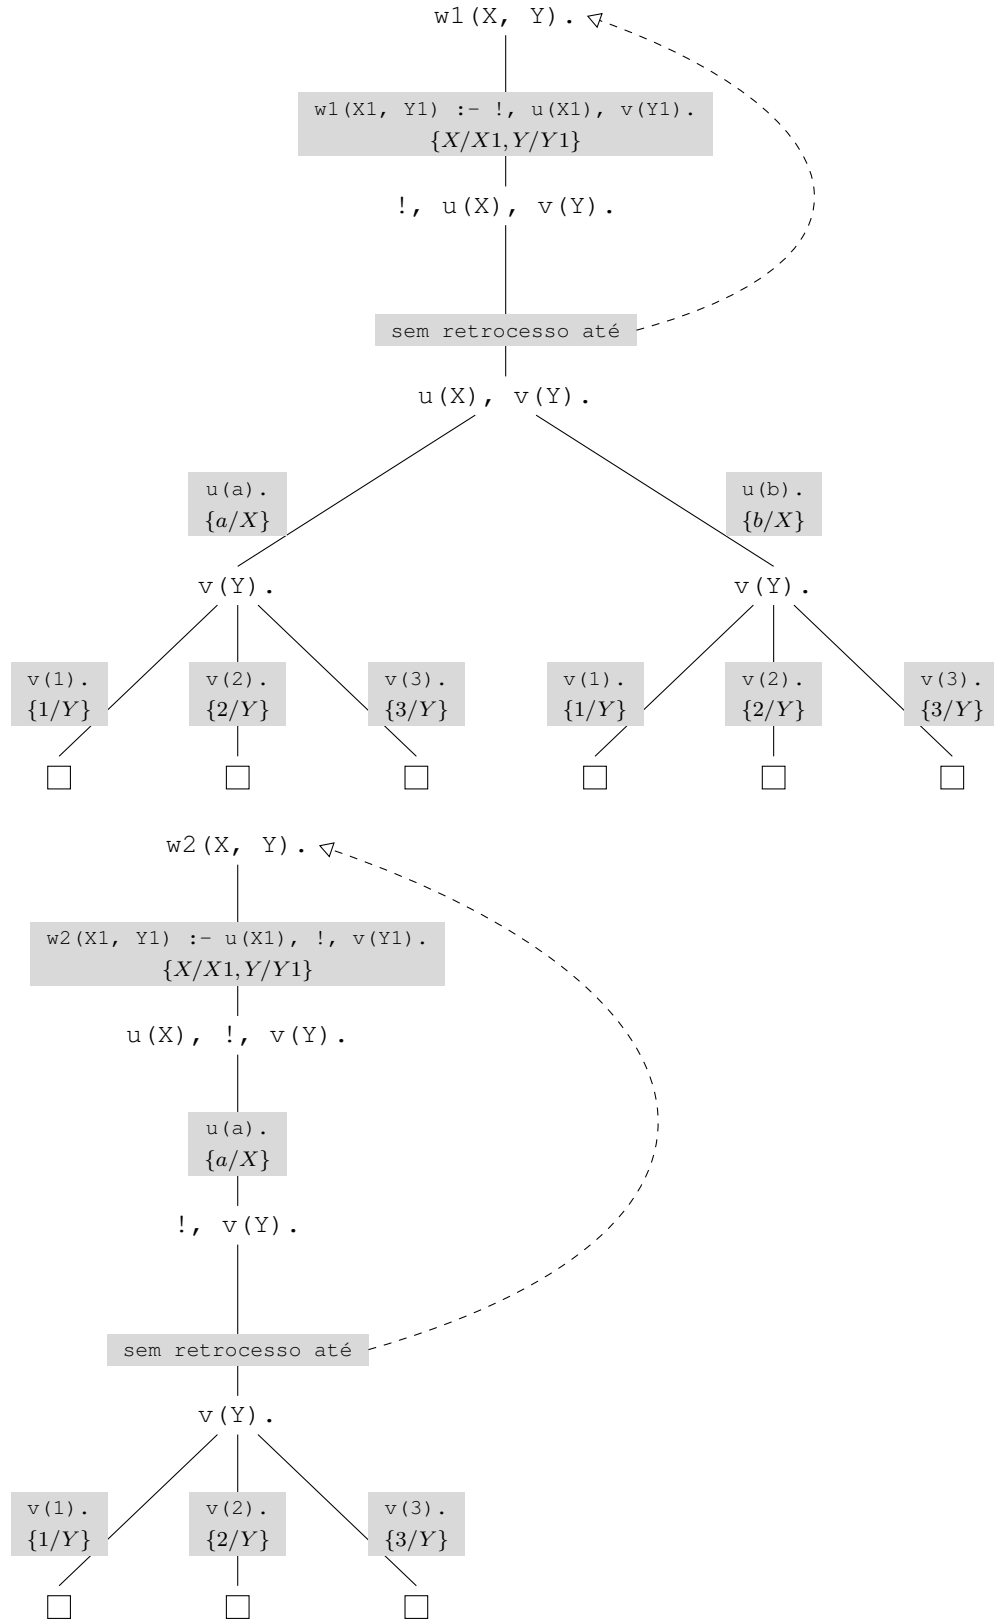 w1(X, Y).
w1(X1, Y1) :- !, u(X1), v(Y1).
{X/X1, Y/Y1}
!, u(X), v(Y).
sem retrocesso até
u(X), v(Y).
u(a). u(b).
{a/X} {b/X}
v(Y). v(Y).
v(1). v(2). v(3). v(1). v(2). v(3).
{1/Y} {2/Y} {3/Y} {1/Y} {2/Y} {3/Y}
w2(X, Y).
w2(X1, Y1) :- u(X1), !, v(Y1).
{X/X1, Y/Y1}
u(X), !, v(Y).
u(a).
{a/X}
!, v(Y).
sem retrocesso até
v(Y).
v(1). v(2). v(3).
{1/Y} {2/Y} {3/Y}